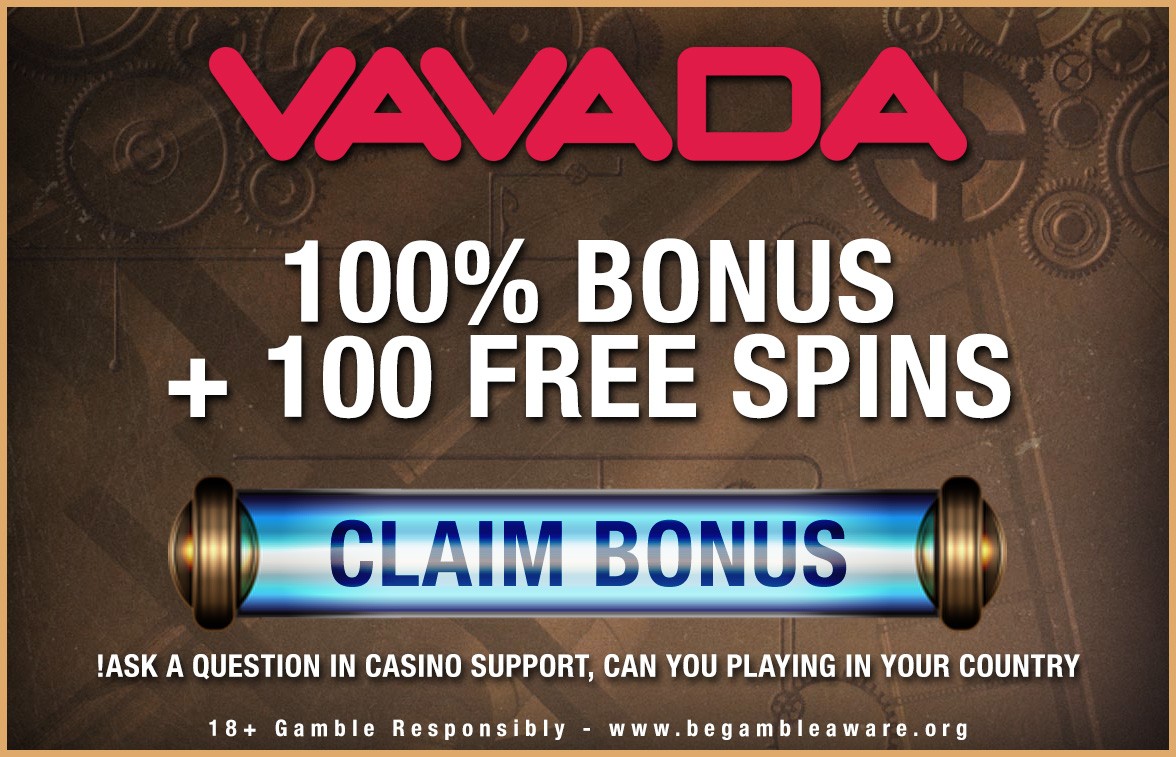 VAVADA
100% BONUS
+ 100 FREE SPINS
CLAIM BONUS
!ASK A QUESTION IN CASINO SUPPORT, CAN YOU PLAYING IN YOUR COUNTRY
18+ Gamble Responsibly - www.begambleaware.org